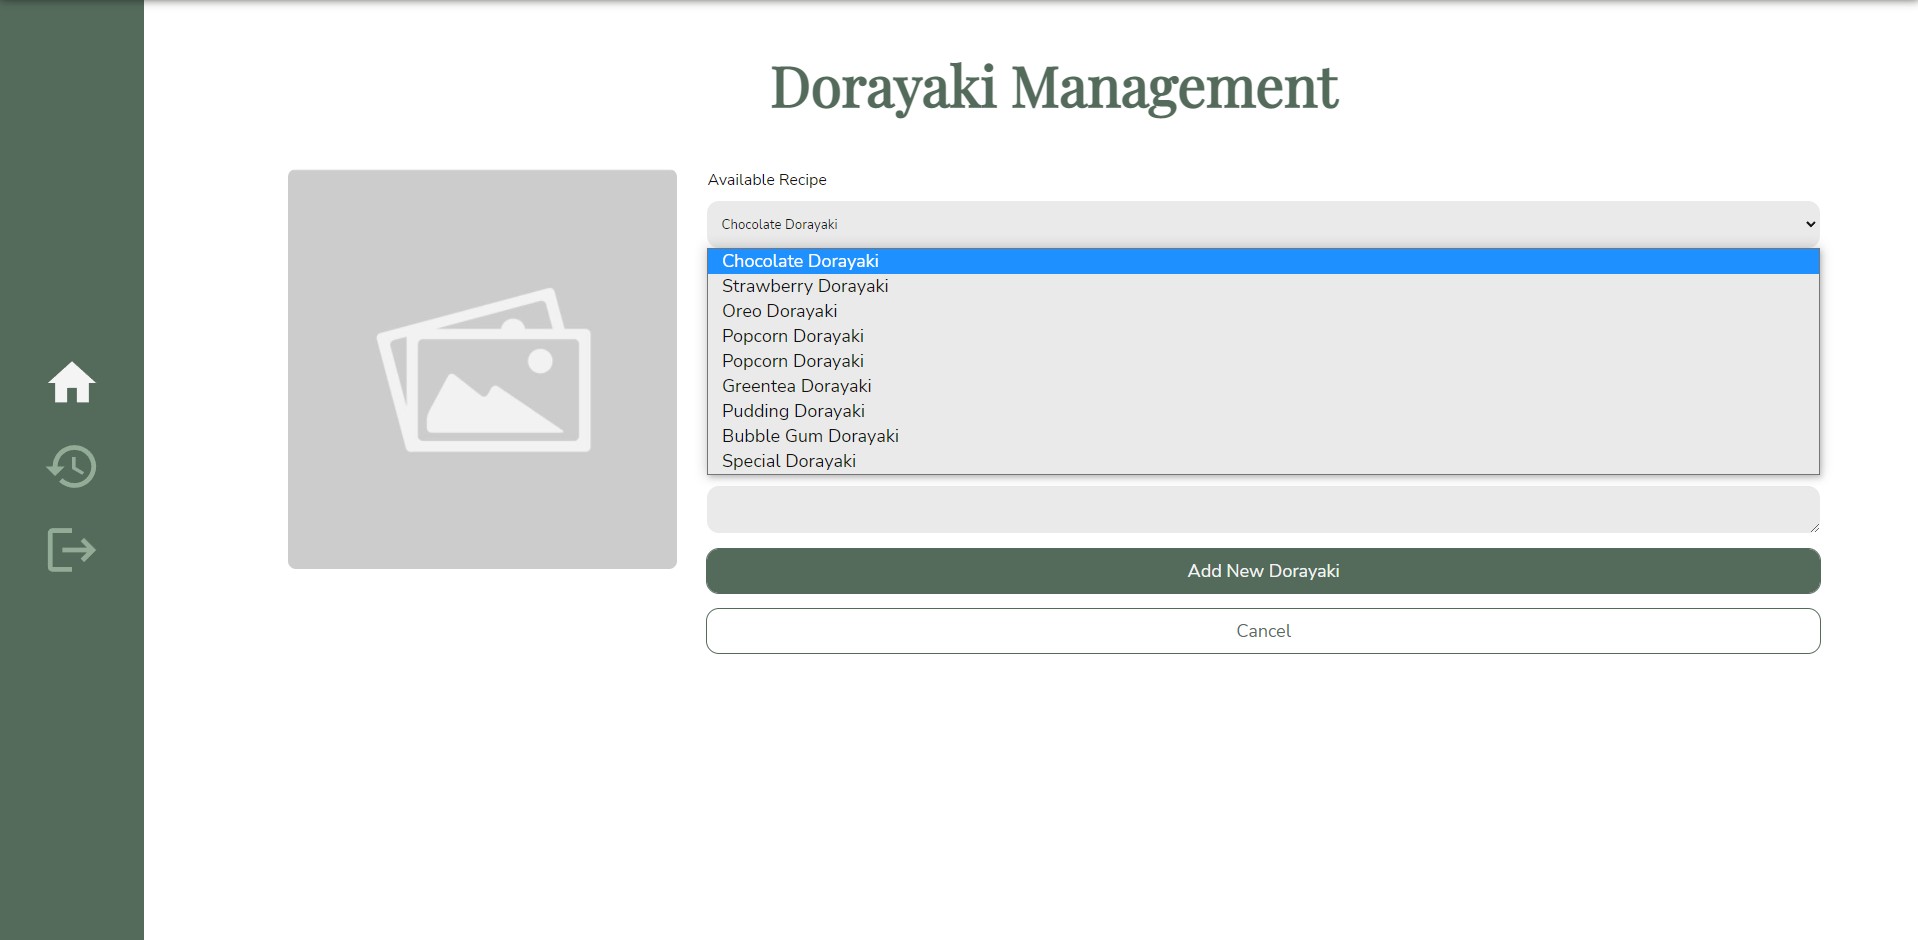 Dorayaki Management
Available Recipe
Chocolate Dorayaki
Chocolate Dorayaki
Strawberry Dorayaki
Oreo Dorayaki
Popcorn Dorayaki
Popcorn Dorayaki
Greentea Dorayaki
Pudding Dorayaki
Bubble Gum Dorayaki
Special Dorayaki
Add New Dorayaki
Cancel